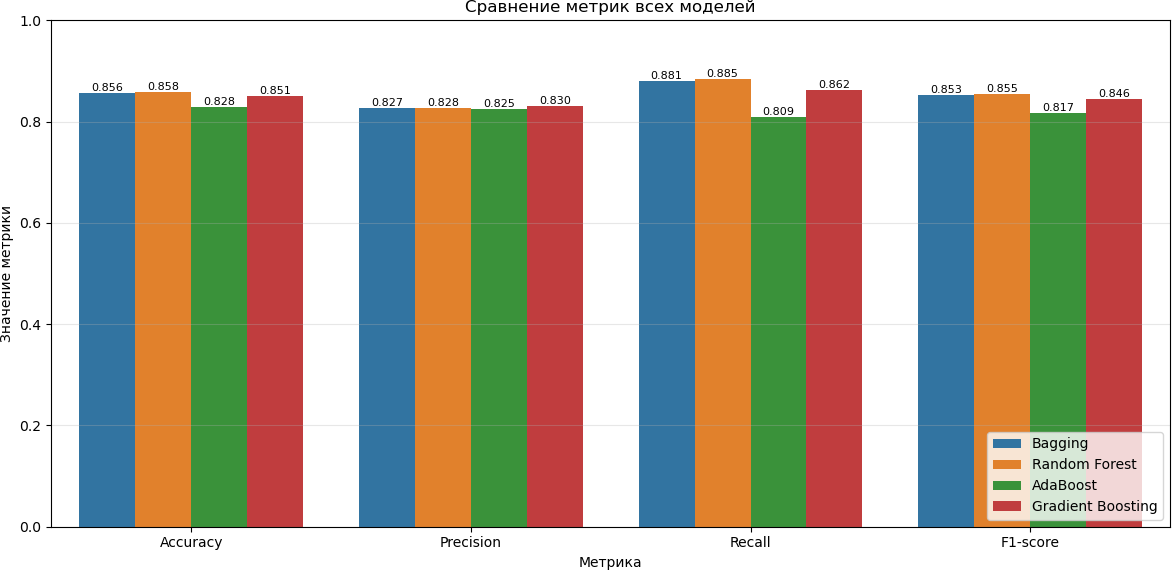 Сравнение метрик всех моделей
Значение метрики
1.0
0.8
0.6
0.4
0.2
0.0
0.856
0.858
0.828
0.851
0.827
0.828
0.825
0.830
0.881
0.885
0.809
0.862
0.853
0.855
0.817
0.846
Bagging
Random Forest
AdaBoost
Gradient Boosting
Accuracy
Precision
Recall
F1-score
Метрика